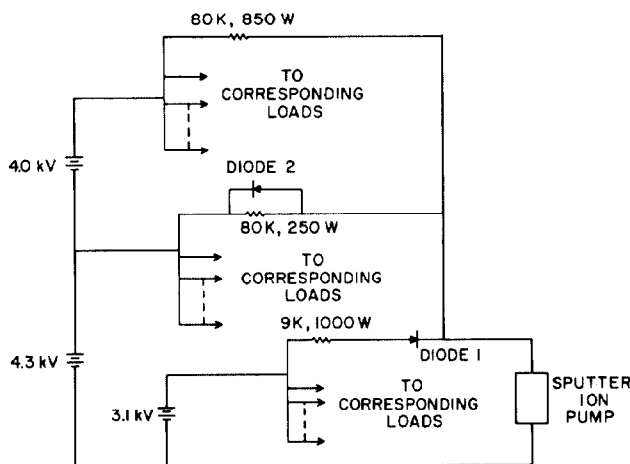 80K, 850 W
TO
CORRESPONDING
LOADS
4.0 kV
DIODE 2
80K, 250 W
TO
CORRESPONDING
LOADS
9K, 1000 W
DIODE 1
4.3 kV
3.1 kV
TO
CORRESPONDING
LOADS
SPUTTER
ION
PUMP